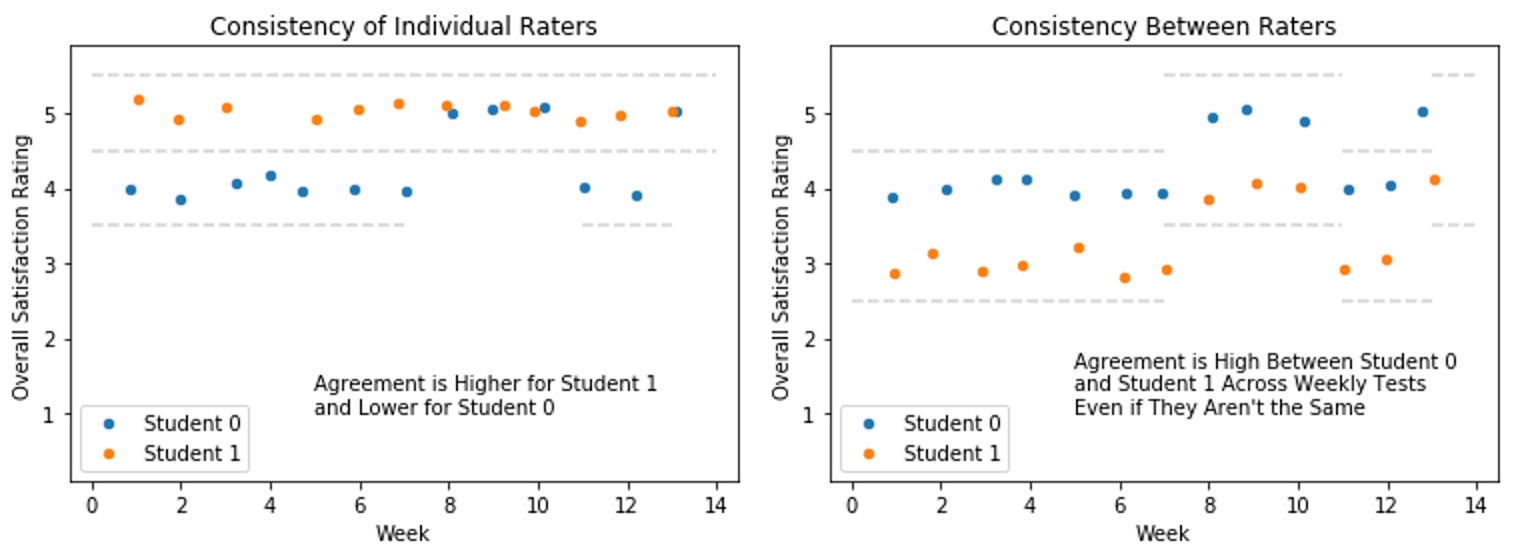 Consistency of Individual Raters
Overall Satisfaction Rating
5
4
3
2
1
Agreement is Higher for Student 1
and Lower for Student 0
Student 0
Student 1
0 2 4 6 8 10 12 14
Week
Consistency Between Raters
Overall Satisfaction Rating
5
4
3
2
1
Agreement is High Between Student 0
and Student 1 Across Weekly Tests
Even if They Aren't the Same
Student 0
Student 1
0 2 4 6 8 10 12 14
Week